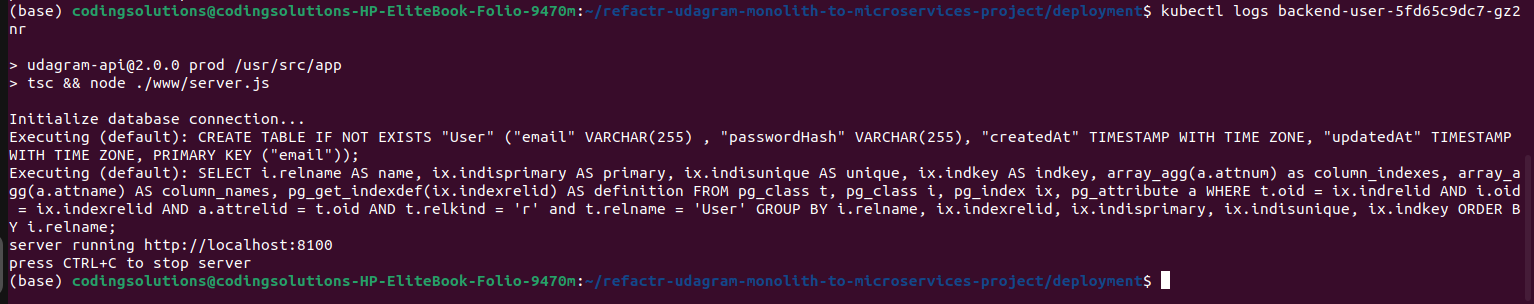 (base) codingsolutions@codingsolutions-HP-EliteBook-Folio-9470m:~/refactr-udagram-monolith-to-microservices-project/deployment$ kubectl logs backend-user-5fd65c9dc7-gz2
nr
> udagram-api@2.0.0 prod /usr/src/app
> tsc && node ./www/server.js
Initialize database connection...
Executing (default): CREATE TABLE IF NOT EXISTS "User" ("email" VARCHAR(255) , "passwordHash" VARCHAR(255), "createdAt" TIMESTAMP WITH TIME ZONE, "updatedAt" TIMESTAMP
WITH TIME ZONE, PRIMARY KEY ("email"));
Executing (default): SELECT i.relname AS name, ix.indisprimary AS primary, ix.indisunique AS unique, ix.indkey AS indkey, array_agg(a.attnum) as column_indexes, array_a
gg(a.attname) AS column_names, pg_get_indexdef(ix.indexrelid) AS definition FROM pg_class t, pg_class i, pg_index ix, pg_attribute a WHERE t.oid = ix.indrelid AND i.oid
= ix.indexrelid AND a.attrelid = t.oid AND t.relkind = 'r' and t.relname = 'User' GROUP BY i.relname, ix.indexrelid, ix.indisprimary, ix.indisunique, ix.indkey ORDER B
Y i.relname;
server running http://localhost:8100
press CTRL+C to stop server
(base) codingsolutions@codingsolutions-HP-EliteBook-Folio-9470m:~/refactr-udagram-monolith-to-microservices-project/deployment$